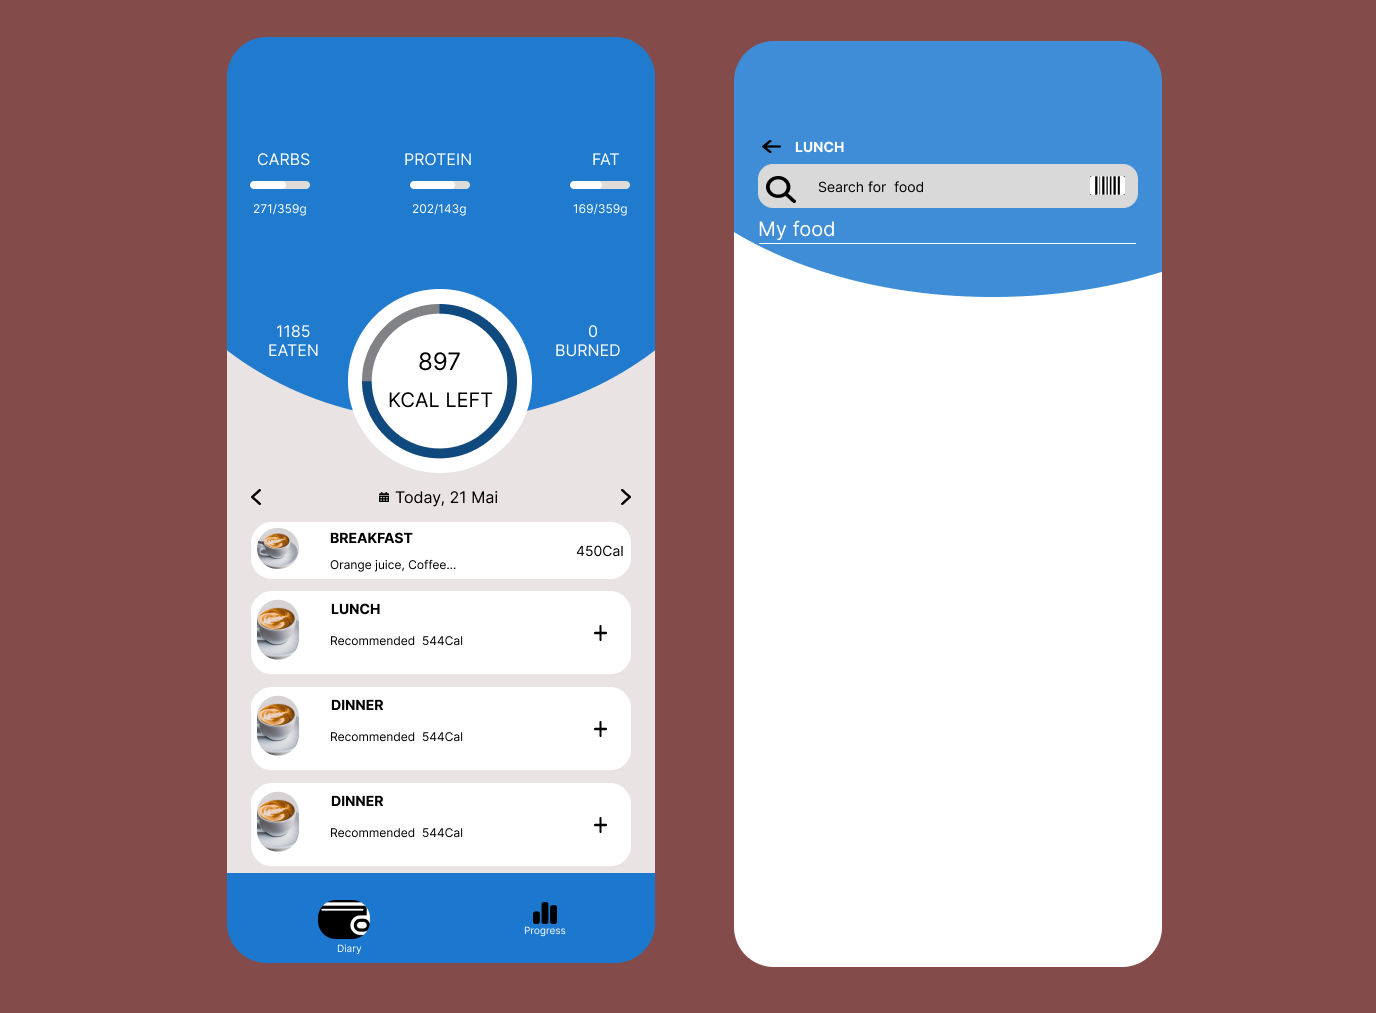 CARBS
PROTEIN
FAT
271/359g
202/143g
169/359g
1185
EATEN
0
BURNED
897
KCAL LEFT
Today, 21 Mai
BREAKFAST
Orange juice, Coffee...
450Cal
LUNCH
Recommended 544Cal
DINNER
Recommended 544Cal
DINNER
Recommended 544Cal
Diary
Progress
LUNCH
Search for food
My food